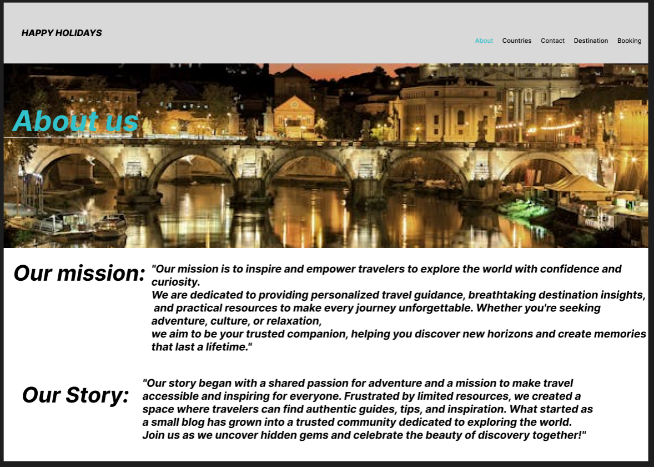 HAPPY HOLIDAYS
About
Countries
Contact
Destination
Booking
About us
Our mission:
"Our mission is to inspire and empower travelers to explore the world with confidence and
curiosity.
We are dedicated to providing personalized travel guidance, breathtaking destination insights,
and practical resources to make every journey unforgettable. Whether you're seeking
adventure, culture, or relaxation,
we aim to be your trusted companion, helping you discover new horizons and create memories
that last a lifetime."
Our Story:
"Our story began with a shared passion for adventure and a mission to make travel
accessible and inspiring for everyone. Frustrated by limited resources, we created a
space where travelers can find authentic guides, tips, and inspiration. What started as
a small blog has grown into a trusted community dedicated to exploring the world.
Join us as we uncover hidden gems and celebrate the beauty of discovery together!"